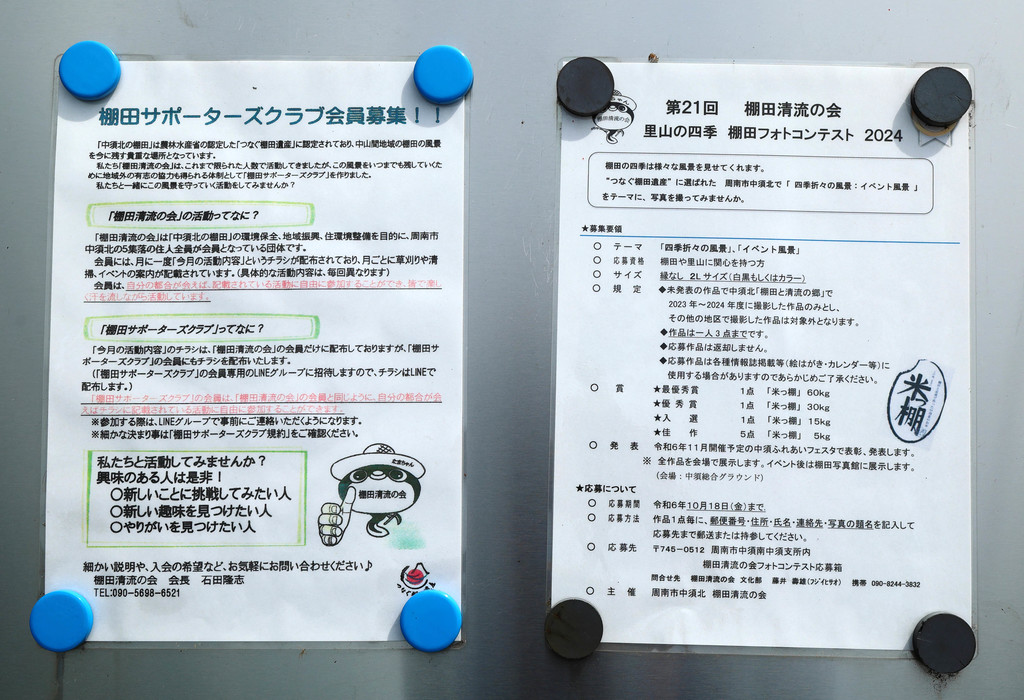 棚田サポーターズクラブ会員募集！！
「中須北の棚田」は農林水産省の認定した「つなぐ棚田遺産」に認定されており、中山間地域の棚田の風景
を今に残す貴重な場所となっています。
私たち「棚田清流の会」は、これまで限られた人数で活動してきましたが、この風景をいつまでも残していくた
めに地域外の有志の協力も得られる体制として「棚田サポーターズクラブ」を作りました。
私たちと一緒にこの風景を守っていく活動をしてみませんか？
「棚田清流の会」の活動ってなに？
「棚田清流の会」は「中須北の棚田」の環境保全、地域振興、住環境整備を目的に、周南市
中須北の5集落の住人全員が会員となっている団体です。
会員には、月に一度「今月の活動内容」というチラシが配布されており、月ごとに草刈りや清
掃、イベントの案内が記載されています。（具体的な活動内容は、毎回異なります）
会員は、自分の都合が会えば、記載されている活動に自由に参加することができ、皆で楽し
く汗を流しながら活動しています。
「棚田サポーターズクラブ」ってなに？
「今月の活動内容」のチラシは、「棚田清流の会」の会員だけに配布しておりますが、「棚田サ
ポーターズクラブ」の会員にもチラシを配布いたします。
（「棚田サポーターズクラブ」の会員専用のLINEグループに招待しますので、チラシはLINEで
配布します。）
「棚田サポーターズクラブ」の会員は、「棚田清流の会」の会員と同じように、自分の都合が会
えばチラシに記載されている活動に自由に参加することができます。
※参加する際は、LINEグループで事前にご連絡いただくようになります。
※細かな決まり事は「棚田サポーターズクラブ規約」をご確認ください。
私たちと活動してみませんか？
興味のある人は是非！
○新しいことに挑戦してみたい人
○新しい趣味を見つけたい人
○やりがいを見つけたい人
たまちゃん
棚田清流の会
細かい説明や、入会の希望など、お気軽にお問い合わせください♪
棚田清流の会　会長　石田隆志
TEL:090-5698-6521
棚田清流の会
第21回　棚田清流の会
里山の四季　棚田フォトコンテスト　2024
棚田の四季は様々な風景を見せてくれます。
“つなぐ棚田遺産”に選ばれた　周南市中須北で「 四季折々の風景：イベント風景 」
をテーマに、写真を撮ってみませんか。
★募集要領
○　テーマ　「四季折々の風景」、「イベント風景」
○　応募資格　棚田や里山に関心を持つ方
○　サイズ　縁なし　2Lサイズ（白黒もしくはカラー）
○　規　定　◆未発表の作品で中須北「棚田と清流の郷」で
2023年～2024年度に撮影した作品のみとし、
その他の地区で撮影した作品は対象外となります。
◆作品は一人3点までです。
◆応募作品は返却しません。
◆応募作品は各種情報誌掲載等（絵はがき・カレンダー等）に
使用する場合がありますのであらかじめご了承ください。
○　賞　★最優秀賞　1点　「米っ棚」60kg
★優 秀 賞　1点　「米っ棚」30kg
★入　　選　1点　「米っ棚」15kg
★佳　　作　5点　「米っ棚」 5kg
米棚
○　発　表　令和6年11月開催予定の中須ふれあいフェスタで表彰、発表します。
※ 全作品を会場で展示します。イベント後は棚田写真館に展示します。
（会場：中須総合グラウンド）
★応募について
○　応募期間　令和6年10月18日(金)まで
○　応募方法　作品1点毎に、郵便番号・住所・氏名・連絡先・写真の題名を記入して
応募先まで郵送または持参してください。
○　応募先　〒745-0512　周南市中須南中須支所内
棚田清流の会フォトコンテスト応募箱
問合せ先　棚田清流の会 文化部　藤井 壽雄（フジイヒサオ）　携帯 090-8244-3832
○　主　催　周南市中須北　棚田清流の会